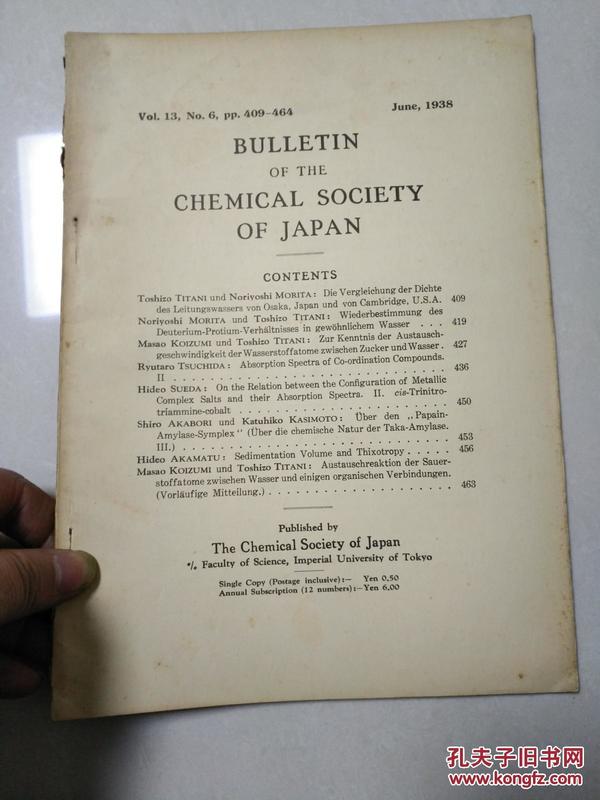 Vol. 13, No. 6, pp. 409–464 June, 1938
BULLETIN
OF THE
CHEMICAL SOCIETY
OF JAPAN
CONTENTS
Toshizo TITANI und Noriyoshi MORITA: Die Vergleichung der Dichte
des Leitungswassers von Osaka, Japan und von Cambridge, U.S.A. 409
Noriyoshi MORITA und Toshizo TITANI: Wiederbestimmung des
Deuterium-Protium-Verhältnisses in gewöhnlichem Wasser . . . 419
Masao KOIZUMI und Toshizo TITANI: Zur Kenntnis der Austausch-
geschwindigkeit der Wasserstoffatome zwischen Zucker und Wasser . 427
Ryutaro TSUCHIDA: Absorption Spectra of Co-ordination Compounds.
II . . . . . . . . . . . . . . . . . . . . . . . . . . . 436
Hideo SUEDA: On the Relation between the Configuration of Metallic
Complex Salts and their Absorption Spectra. II. cis-Trinitro-
triammine-cobalt . . . . . . . . . . . . . . . . . . . . . 450
Shiro AKABORI und Katuhiko KASIMOTO: Über den „Papain-
Amylase-Symplex" (Über die chemische Natur der Taka-Amylase.
III.) . . . . . . . . . . . . . . . . . . . . . . . . . . 453
Hideo AKAMATU: Sedimentation Volume and Thixotropy . . . . . 456
Masao KOIZUMI und Toshizo TITANI: Austauschreaktion der Sauer-
stoffatome zwischen Wasser und einigen organischen Verbindungen.
(Vorläufige Mitteilung.) . . . . . . . . . . . . . . . . . . 463
Published by
The Chemical Society of Japan
℅ Faculty of Science, Imperial University of Tokyo
Single Copy (Postage inclusive):– Yen 0.50
Annual Subscription (12 numbers):–Yen 6.00
孔夫子旧书网
www.kongfz.com